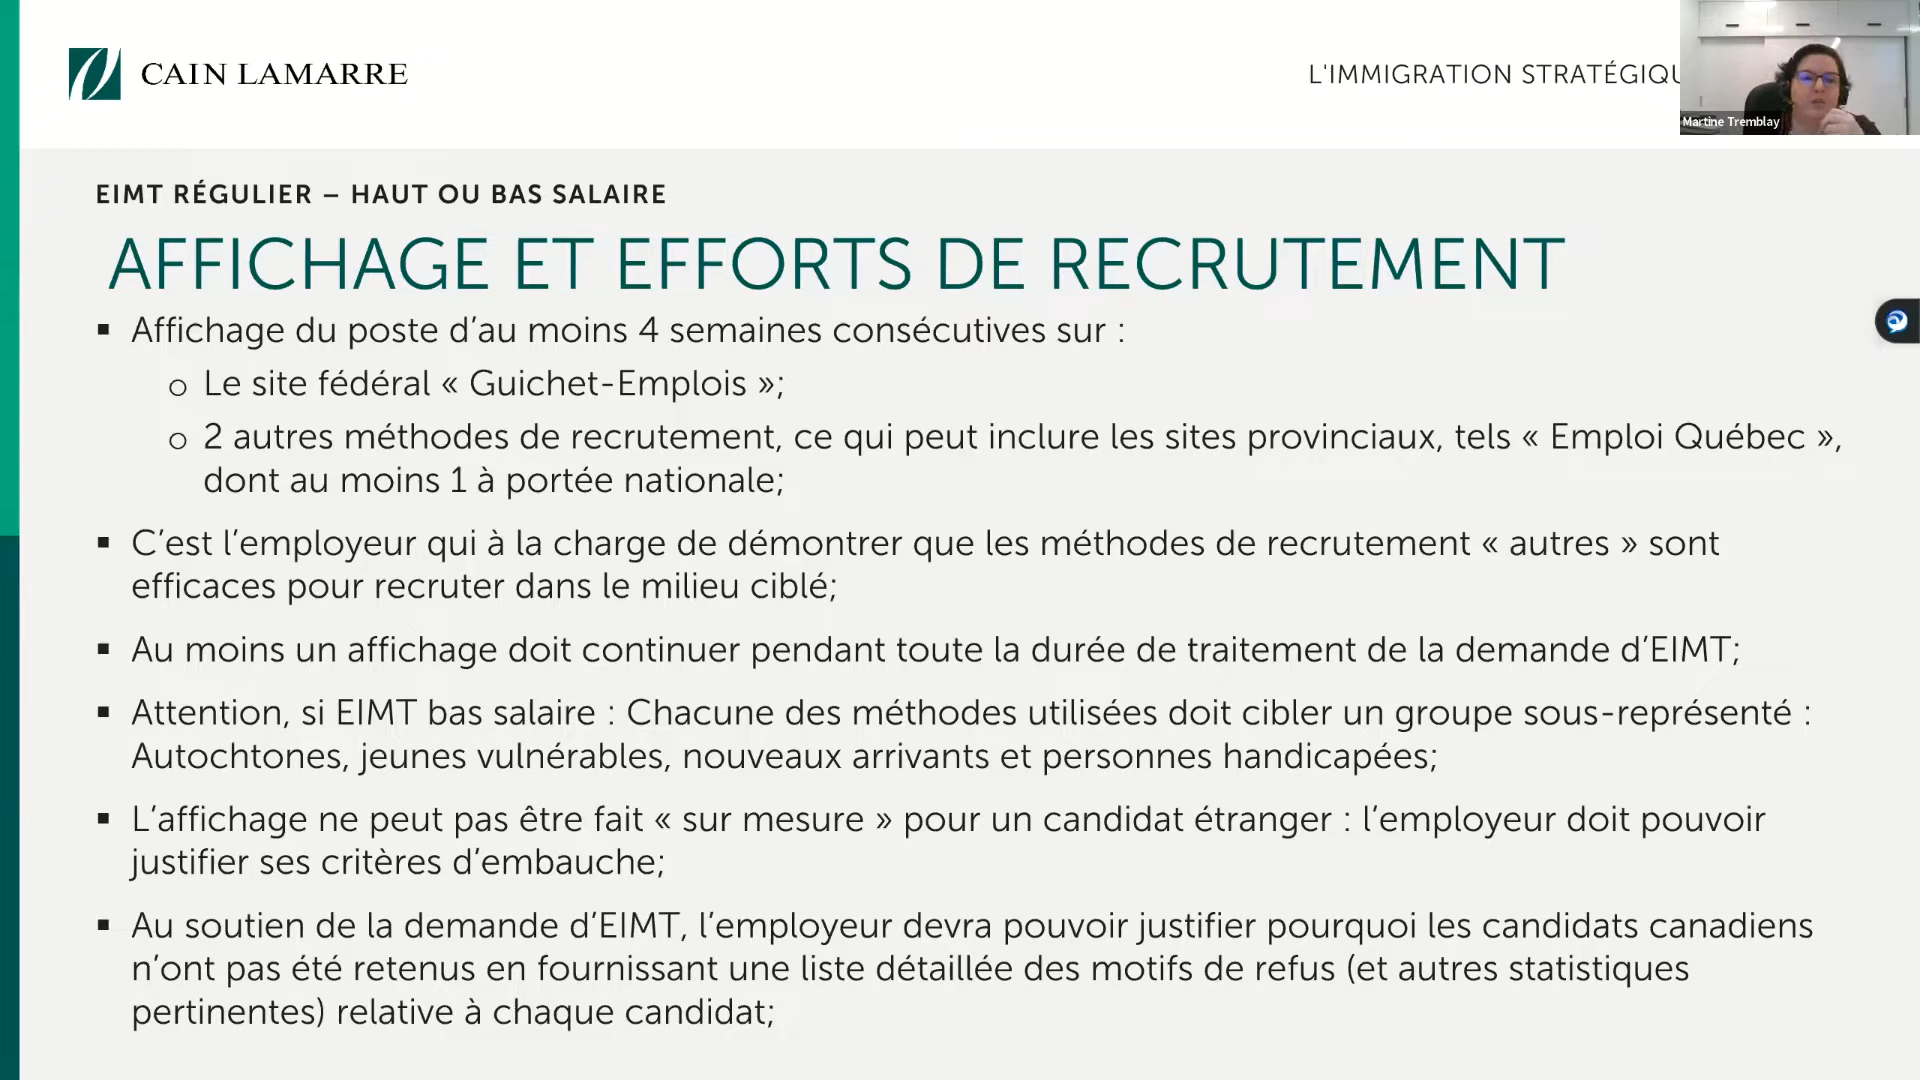 CAIN LAMARRE
L'IMMIGRATION STRATÉGIQU
Martine Tremblay
EIMT RÉGULIER – HAUT OU BAS SALAIRE
AFFICHAGE ET EFFORTS DE RECRUTEMENT
▪ Affichage du poste d’au moins 4 semaines consécutives sur :
o Le site fédéral « Guichet-Emplois »;
o 2 autres méthodes de recrutement, ce qui peut inclure les sites provinciaux, tels « Emploi Québec »,
dont au moins 1 à portée nationale;
▪ C’est l’employeur qui à la charge de démontrer que les méthodes de recrutement « autres » sont
efficaces pour recruter dans le milieu ciblé;
▪ Au moins un affichage doit continuer pendant toute la durée de traitement de la demande d’EIMT;
▪ Attention, si EIMT bas salaire : Chacune des méthodes utilisées doit cibler un groupe sous-représenté :
Autochtones, jeunes vulnérables, nouveaux arrivants et personnes handicapées;
▪ L’affichage ne peut pas être fait « sur mesure » pour un candidat étranger : l’employeur doit pouvoir
justifier ses critères d’embauche;
▪ Au soutien de la demande d’EIMT, l’employeur devra pouvoir justifier pourquoi les candidats canadiens
n’ont pas été retenus en fournissant une liste détaillée des motifs de refus (et autres statistiques
pertinentes) relative à chaque candidat;